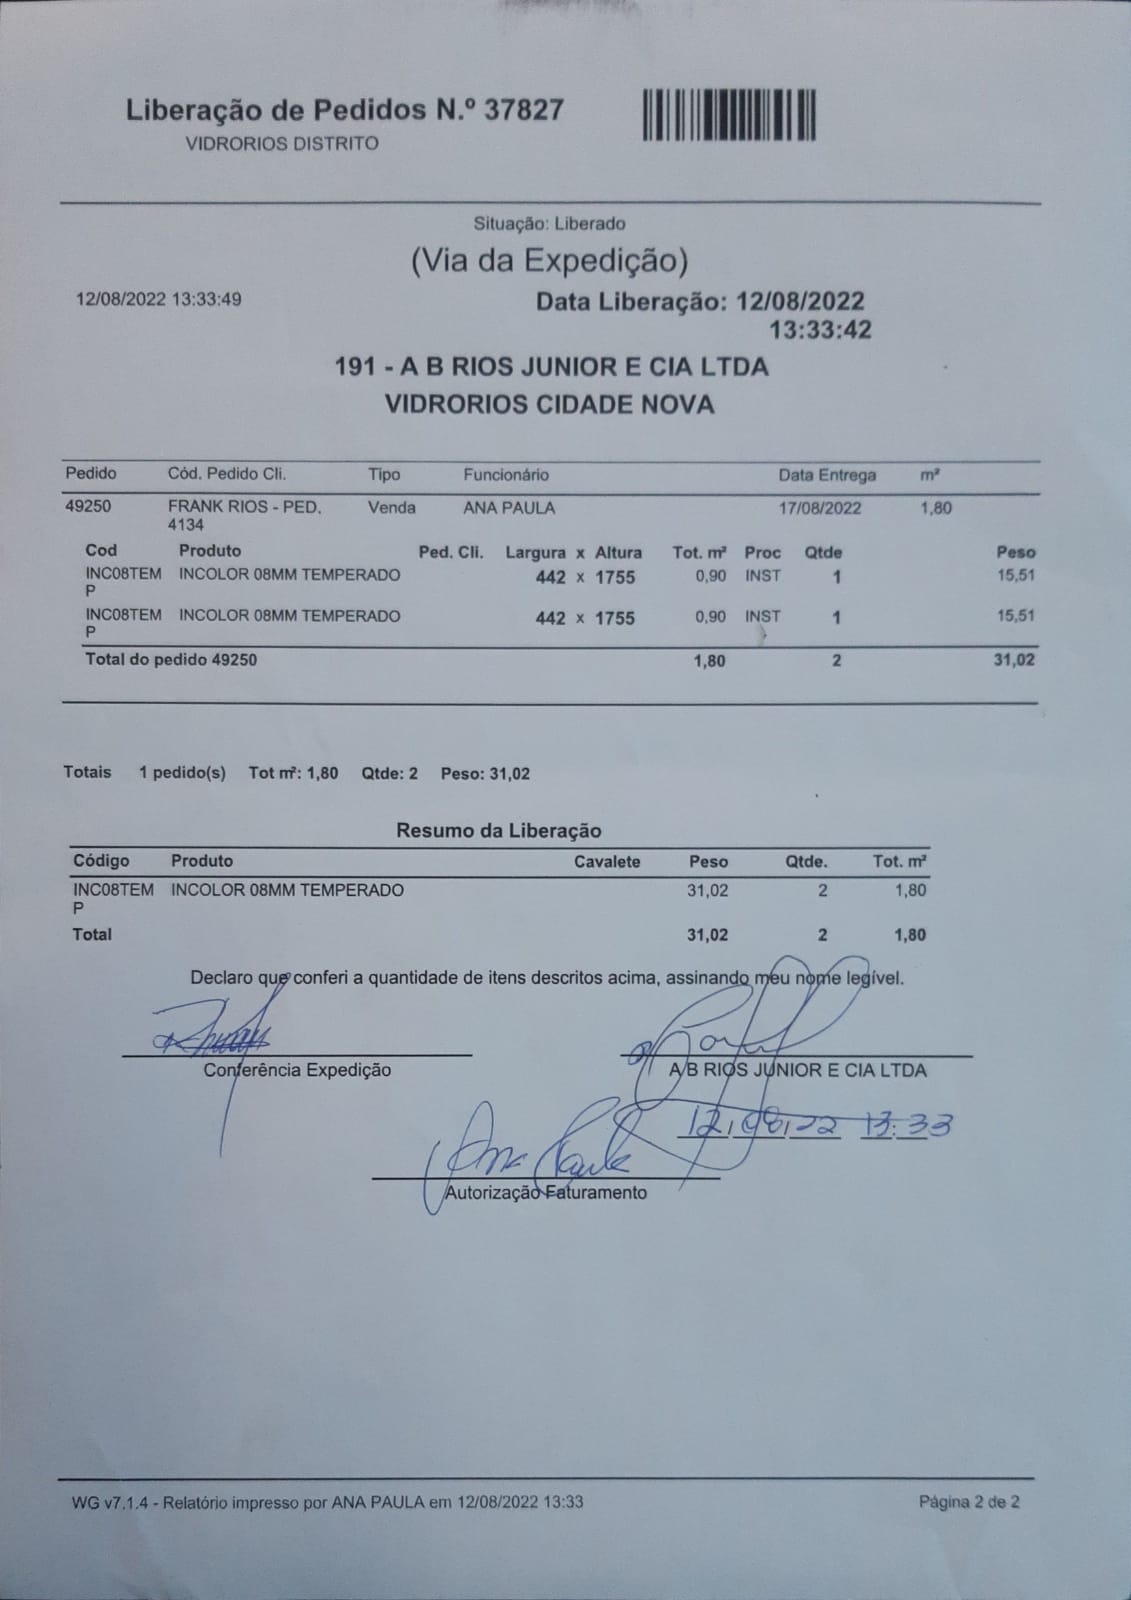 Liberação de Pedidos N.º 37827
VIDRORIOS DISTRITO
Situação: Liberado
(Via da Expedição)
12/08/2022 13:33:49 Data Liberação: 12/08/2022
13:33:42
191 - A B RIOS JUNIOR E CIA LTDA
VIDRORIOS CIDADE NOVA
Pedido Cód. Pedido Cli. Tipo Funcionário Data Entrega m²
49250 FRANK RIOS - PED. Venda ANA PAULA 17/08/2022 1,80
4134
Cod Produto Ped. Cli. Largura x Altura Tot. m² Proc Qtde Peso
INC08TEM INCOLOR 08MM TEMPERADO 442 x 1755 0,90 INST 1 15,51
P
INC08TEM INCOLOR 08MM TEMPERADO 442 x 1755 0,90 INST 1 15,51
P
Total do pedido 49250 1,80 2 31,02
Totais 1 pedido(s) Tot m²: 1,80 Qtde: 2 Peso: 31,02
Resumo da Liberação
Código Produto Cavalete Peso Qtde. Tot. m²
INC08TEM INCOLOR 08MM TEMPERADO 31,02 2 1,80
P
Total 31,02 2 1,80
Declaro que conferi a quantidade de itens descritos acima, assinando meu nome legível.
Conferência Expedição A B RIOS JUNIOR E CIA LTDA
12/08/22 13:33
Ana Paula
Autorização Faturamento
WG v7.1.4 - Relatório impresso por ANA PAULA em 12/08/2022 13:33 Página 2 de 2